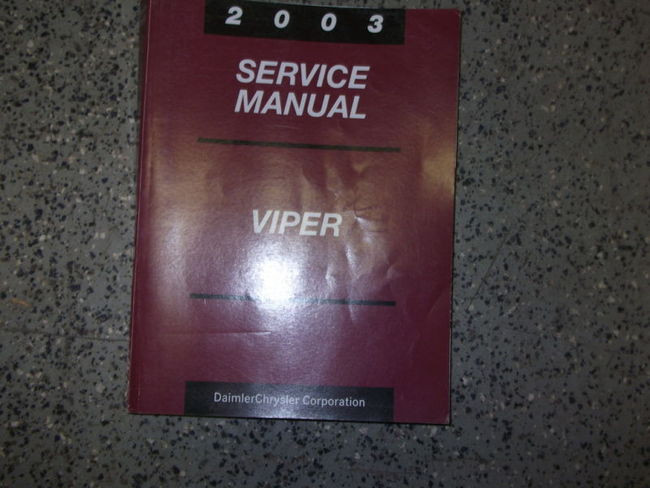 2003
SERVICE
MANUAL
VIPER
DaimlerChrysler Corporation